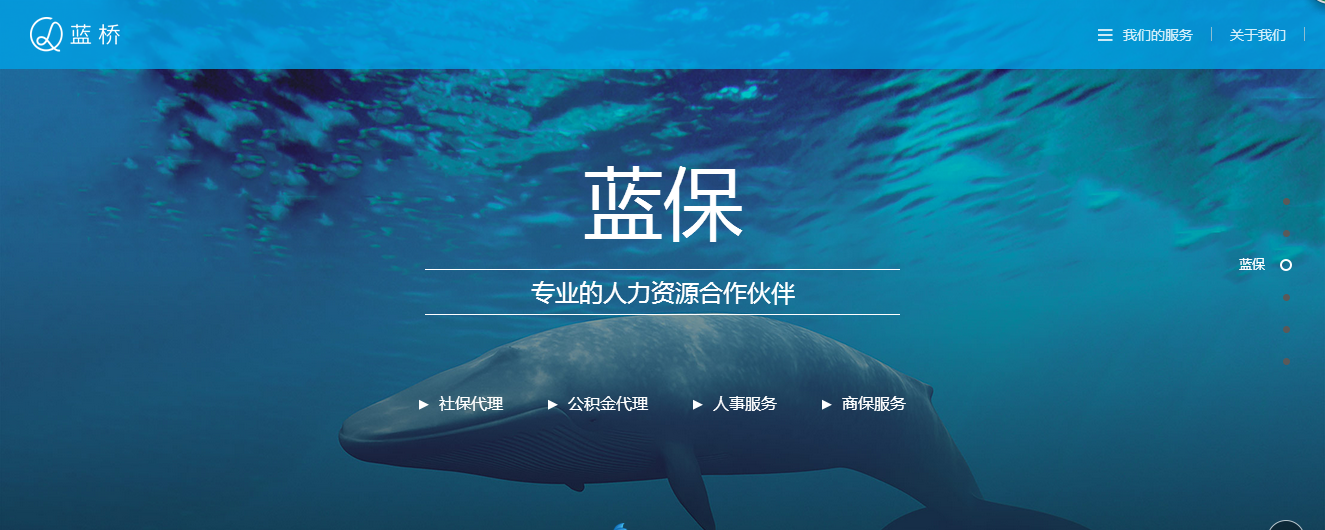 蓝桥
我们的服务
关于我们
蓝保
专业的人力资源合作伙伴
蓝保
社保代理 公积金代理 人事服务 商保服务